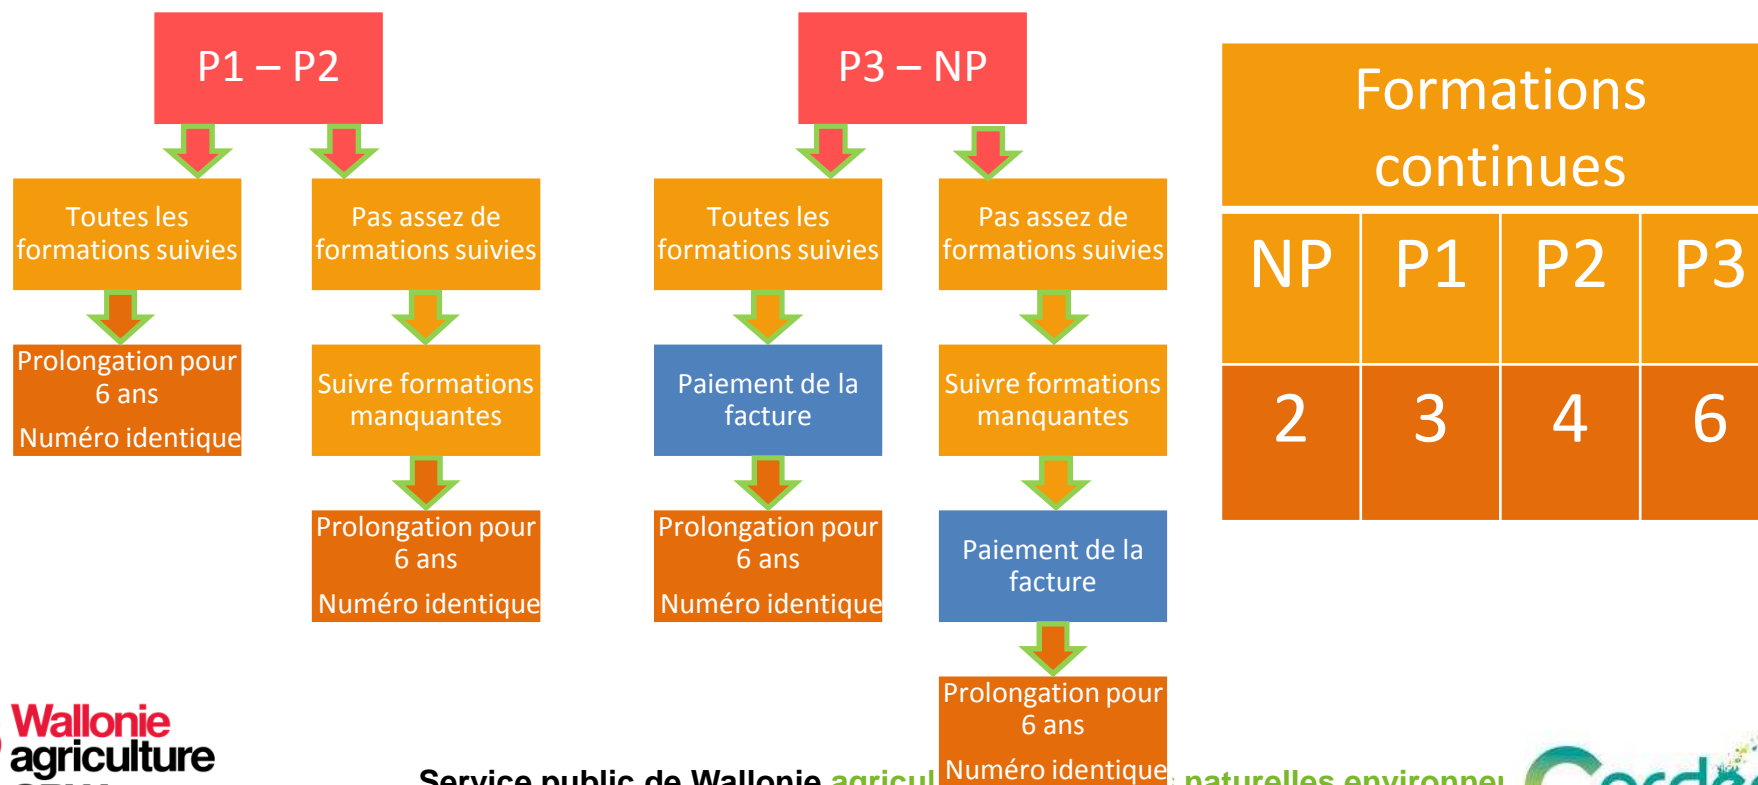 P1 – P2
Toutes les
formations suivies
Prolongation pour
6 ans
Numéro identique
Pas assez de
formations suivies
Suivre formations
manquantes
Prolongation pour
6 ans
Numéro identique
P3 – NP
Toutes les
formations suivies
Paiement de la
facture
Prolongation pour
6 ans
Numéro identique
Pas assez de
formations suivies
Suivre formations
manquantes
Paiement de la
facture
Prolongation pour
6 ans
Numéro identique
Formations
continues
NP P1 P2 P3
2 3 4 6
Wallonie
agriculture
Service public de Wallonie naturelles